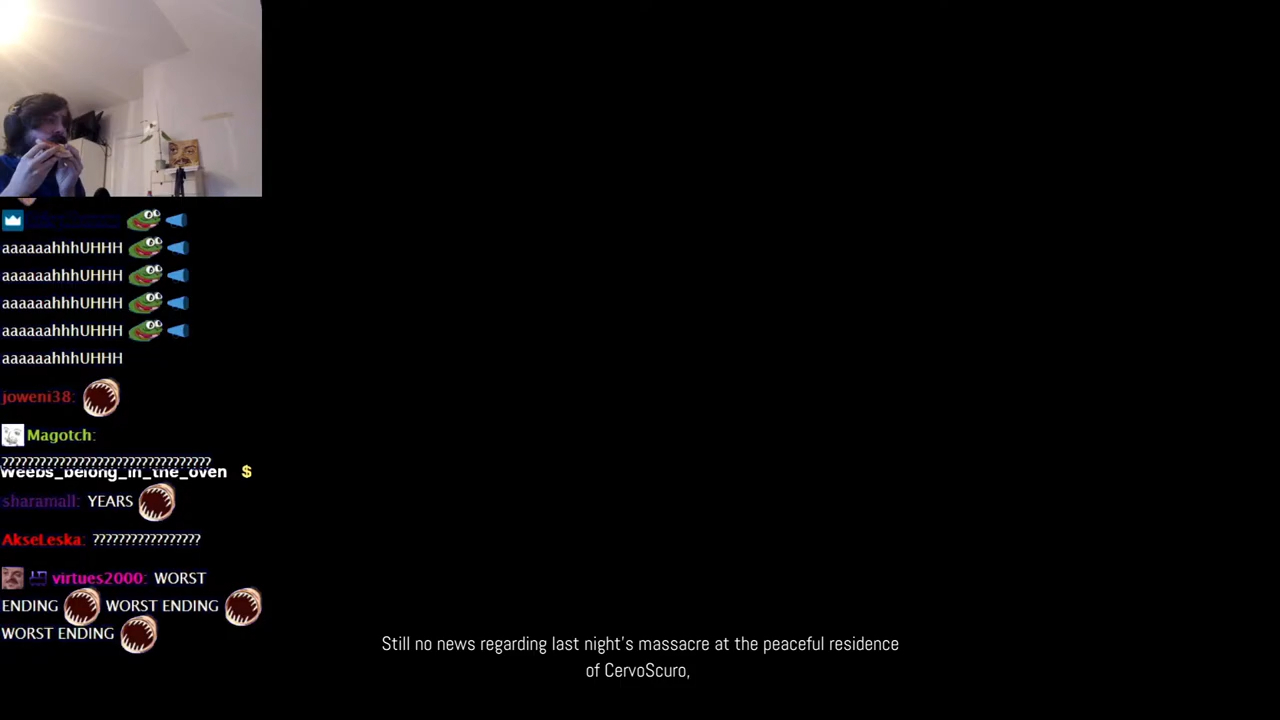 aaaaaahhhUHHH
aaaaaahhhUHHH
aaaaaahhhUHHH
aaaaaahhhUHHH
aaaaaahhhUHHH
joweni38:
Magotch:
?????????????????????????????????
Weebs_belong_in_the_oven $
sharamall: YEARS
AkseLeska: ?????????????????
virtues2000: WORST
ENDING WORST ENDING
WORST ENDING
Still no news regarding last night's massacre at the peaceful residence
of CervoScuro,